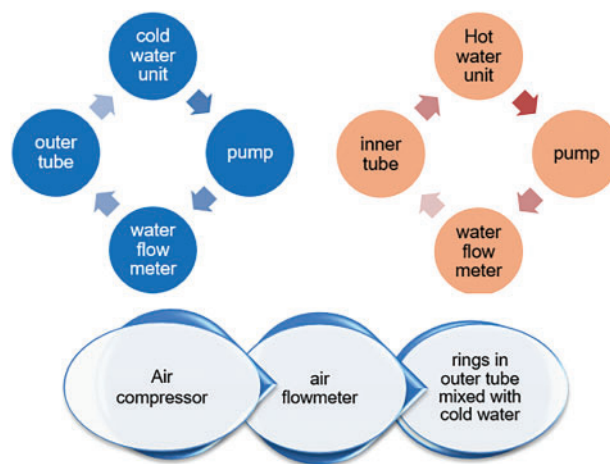 cold
water
unit
outer
tube
pump
water
flow
meter
Hot
water
unit
inner
tube
pump
water
flow
meter
Air
compressor
air
flowmeter
rings in
outer tube
mixed with
cold water